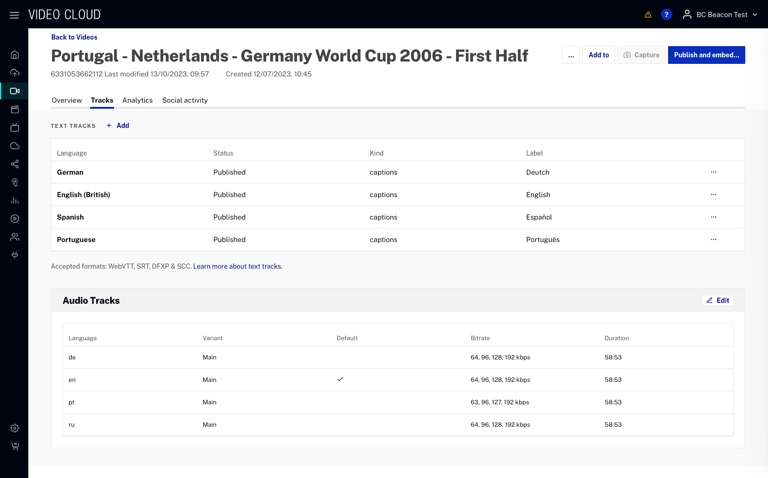 VIDEO CLOUD
?
BC Beacon Test
Back to Videos
Portugal - Netherlands - Germany World Cup 2006 - First Half
...
Add to
Capture
Publish and embed...
6331053662112 Last modified 13/10/2023, 09:57
Created 12/07/2023, 10:45
Overview
Tracks
Analytics
Social activity
TEXT TRACKS
+ Add
Language Status Kind Label
German Published captions Deutch ...
English (British) Published captions English ...
Spanish Published captions Español ...
Portuguese Published captions Português ...
Accepted formats: WebVTT, SRT, DFXP & SCC. Learn more about text tracks.
Audio Tracks
Edit
Language Variant Default Bitrate Duration
de Main 64, 96, 128, 192 kbps 58:53
en Main ✓ 64, 96, 128, 192 kbps 58:53
pt Main 63, 96, 127, 192 kbps 58:53
ru Main 64, 96, 128, 192 kbps 58:53